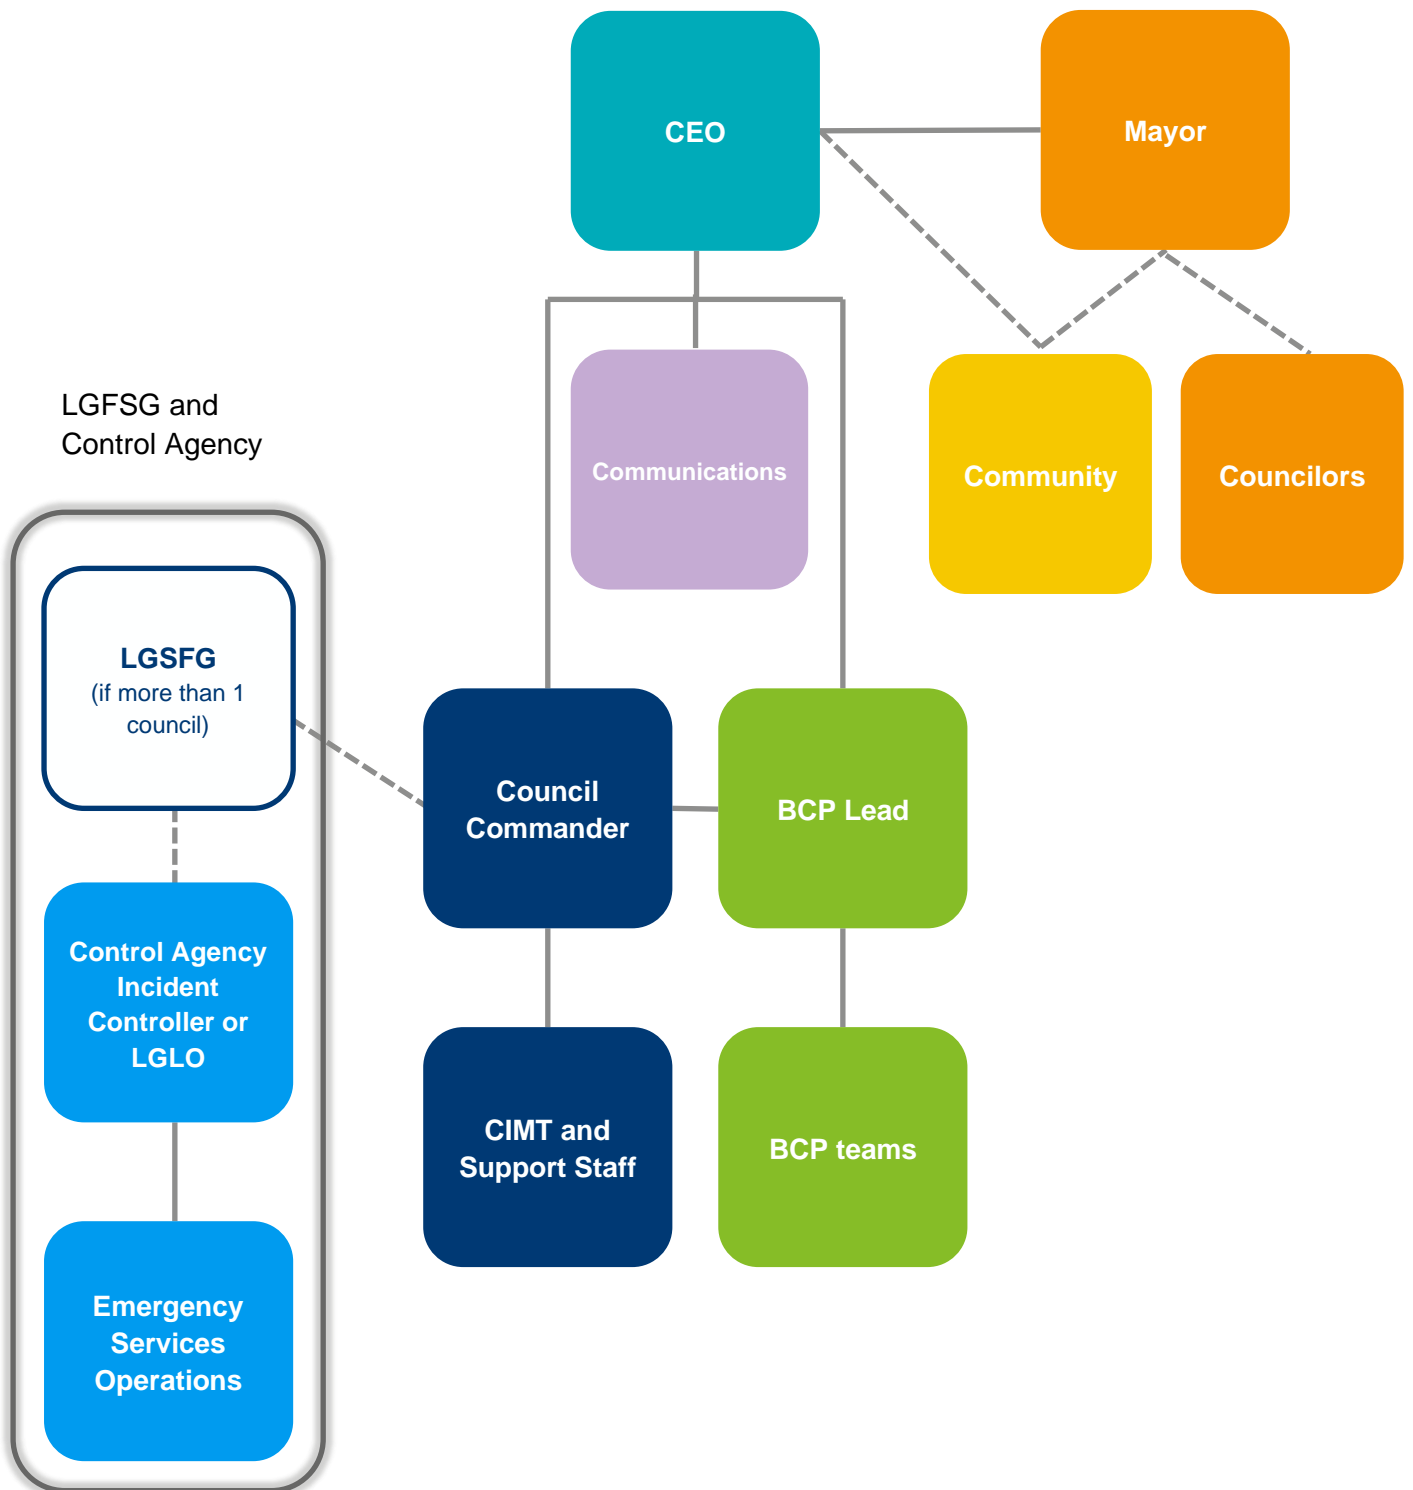 CEO
Mayor
LGFSG and
Control Agency
Communications
Community
Councilors
LGSFG
(if more than 1
council)
Council
Commander
BCP Lead
Control Agency
Incident
Controller or
LGLO
CIMT and
Support Staff
BCP teams
Emergency
Services
Operations